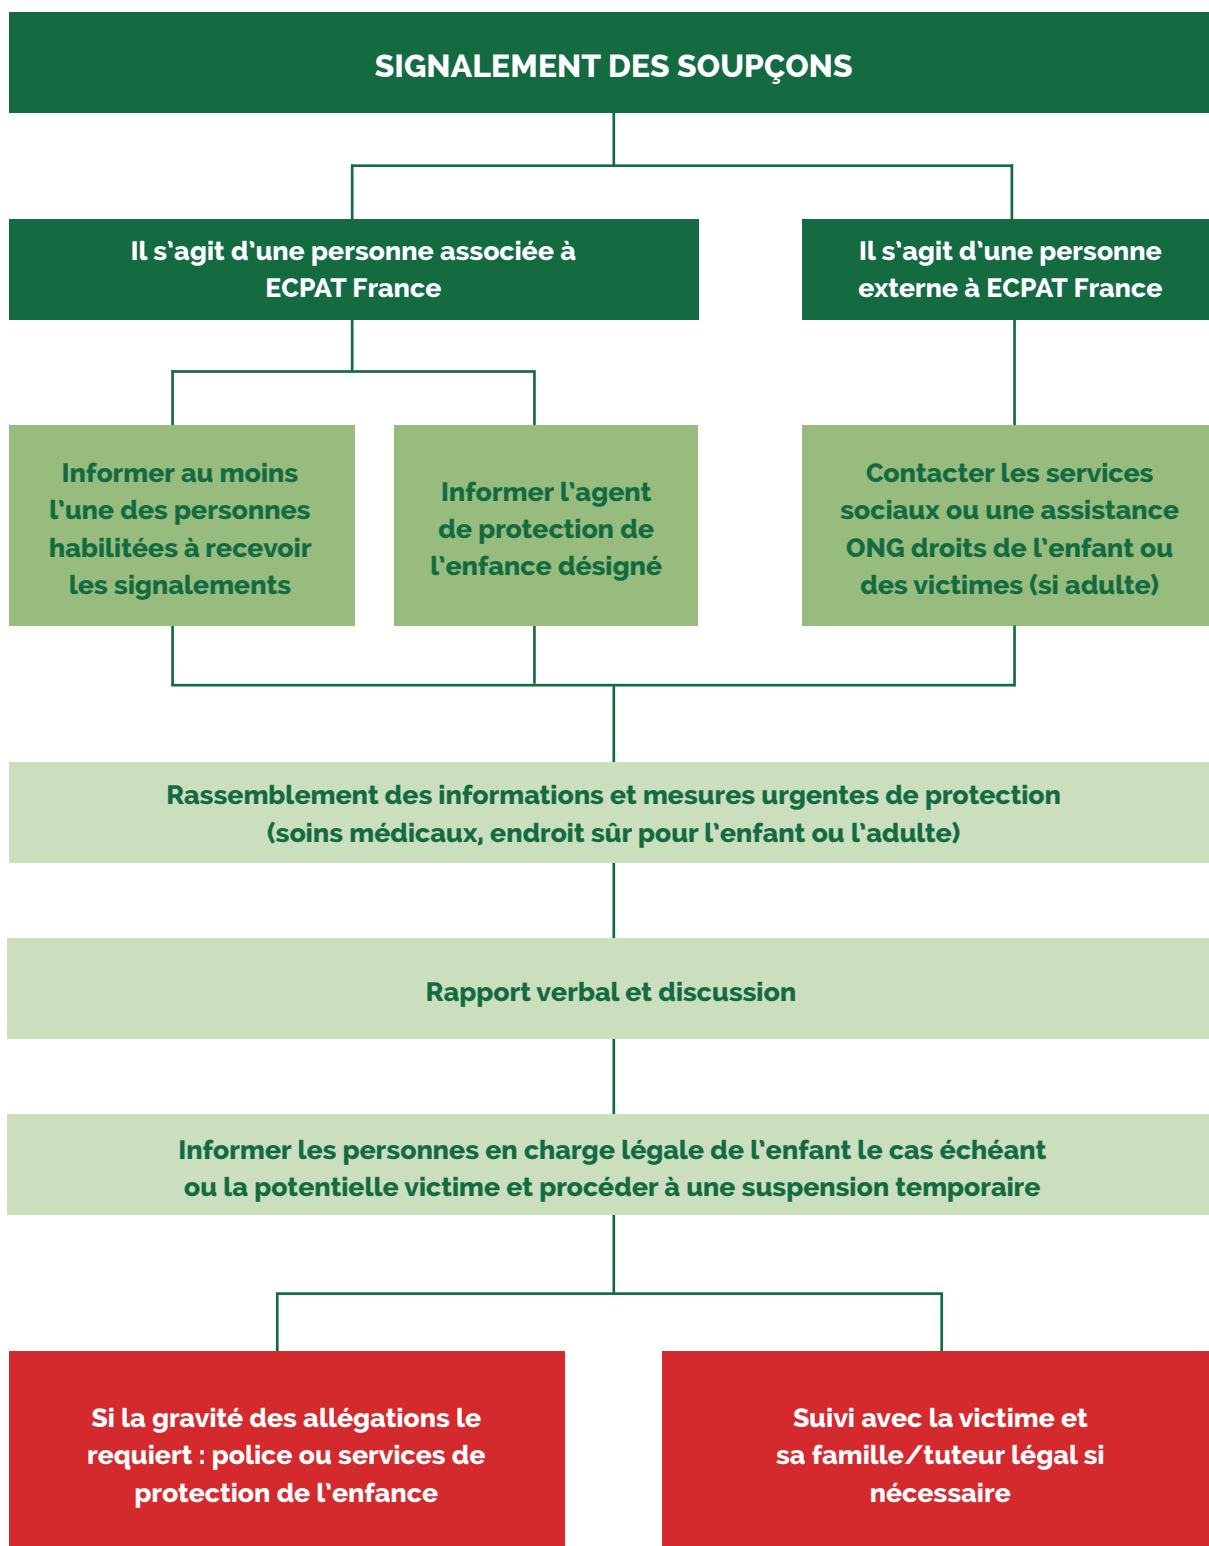 SIGNALEMENT DES SOUPÇONS
Il s’agit d’une personne associée à
ECPAT France
Il s’agit d’une personne
externe à ECPAT France
Informer au moins
l’une des personnes
habilitées à recevoir
les signalements
Informer l’agent
de protection de
l’enfance désigné
Contacter les services
sociaux ou une assistance
ONG droits de l’enfant ou
des victimes (si adulte)
Rassemblement des informations et mesures urgentes de protection
(soins médicaux, endroit sûr pour l’enfant ou l’adulte)
Rapport verbal et discussion
Informer les personnes en charge légale de l’enfant le cas échéant
ou la potentielle victime et procéder à une suspension temporaire
Si la gravité des allégations le
requiert : police ou services de
protection de l’enfance
Suivi avec la victime et
sa famille/tuteur légal si
nécessaire